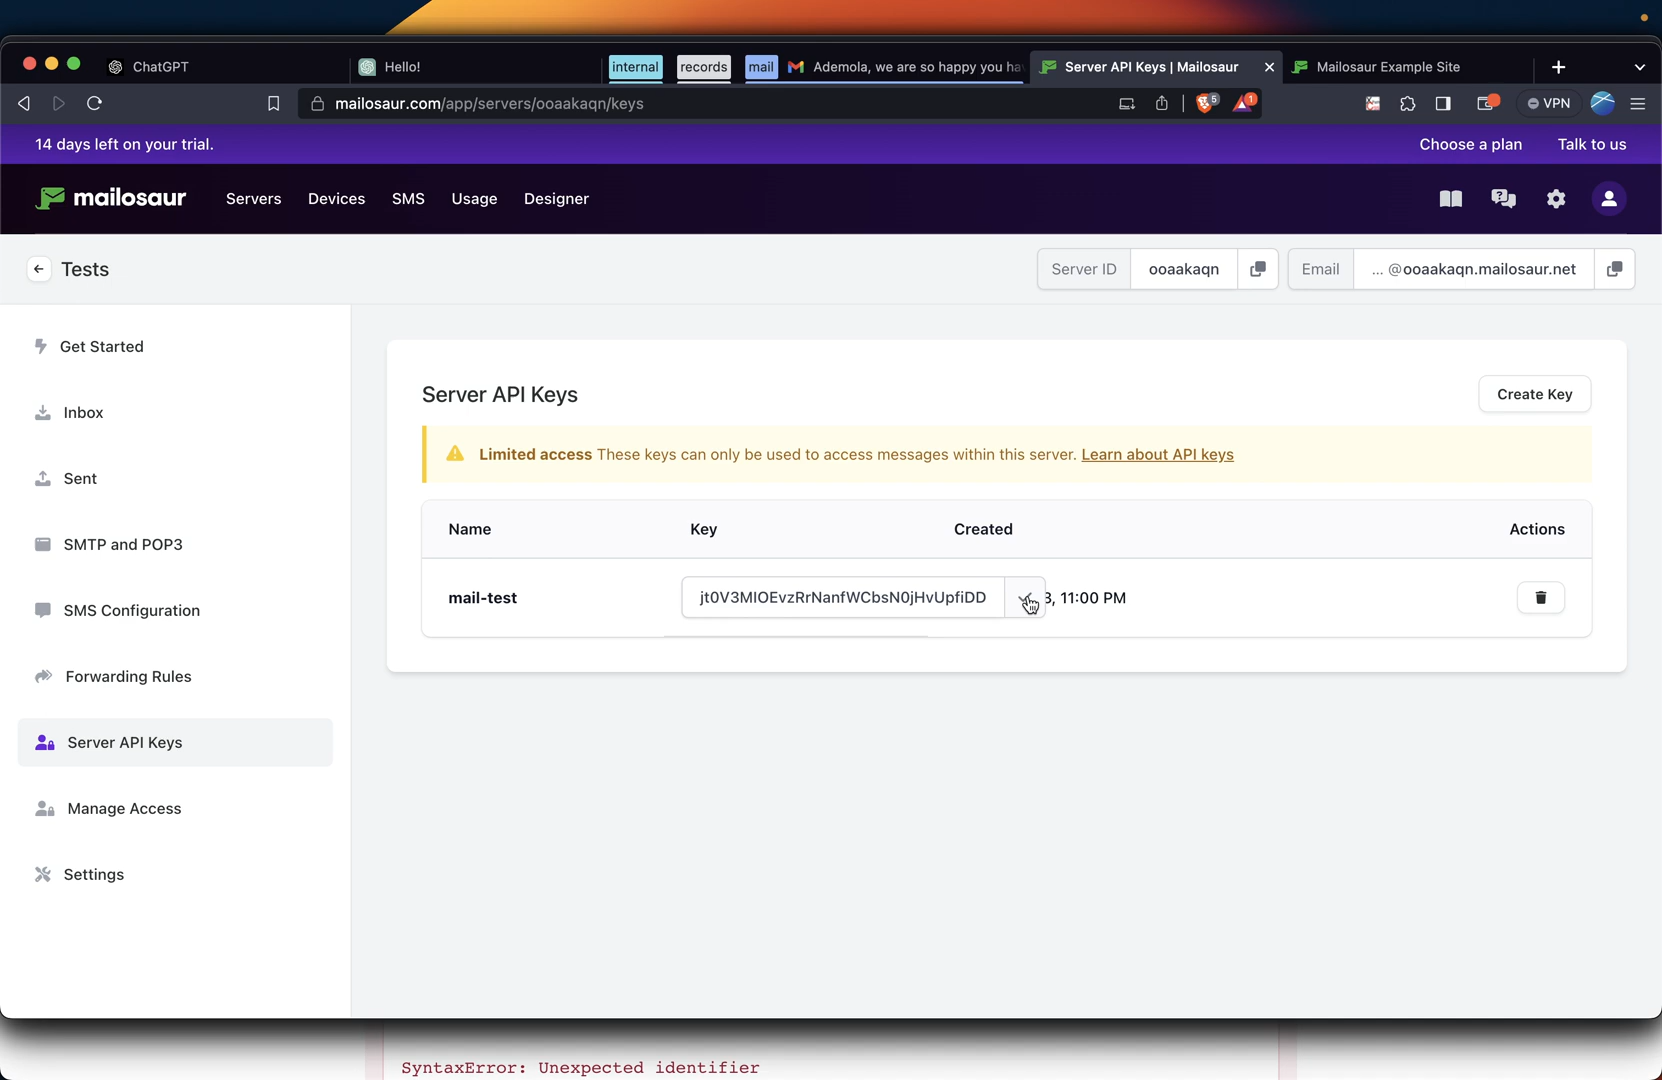 ChatGPT
Hello!
internal
records
mail
Ademola, we are so happy you ha
Server API Keys | Mailosaur
Mailosaur Example Site
mailosaur.com/app/servers/ooaakaqn/keys
5
1
VPN
14 days left on your trial.
Choose a plan
Talk to us
mailosaur
Servers
Devices
SMS
Usage
Designer
Tests
Server ID
ooaakaqn
Email
... @ooaakaqn.mailosaur.net
Get Started
Inbox
Sent
SMTP and POP3
SMS Configuration
Forwarding Rules
Server API Keys
Manage Access
Settings
Server API Keys
Create Key
Limited access These keys can only be used to access messages within this server. Learn about API keys
Name
Key
Created
Actions
mail-test
jt0V3MIOEvzRrNanfWCbsN0jHvUpfiDD
3, 11:00 PM
SyntaxError: Unexpected identifier